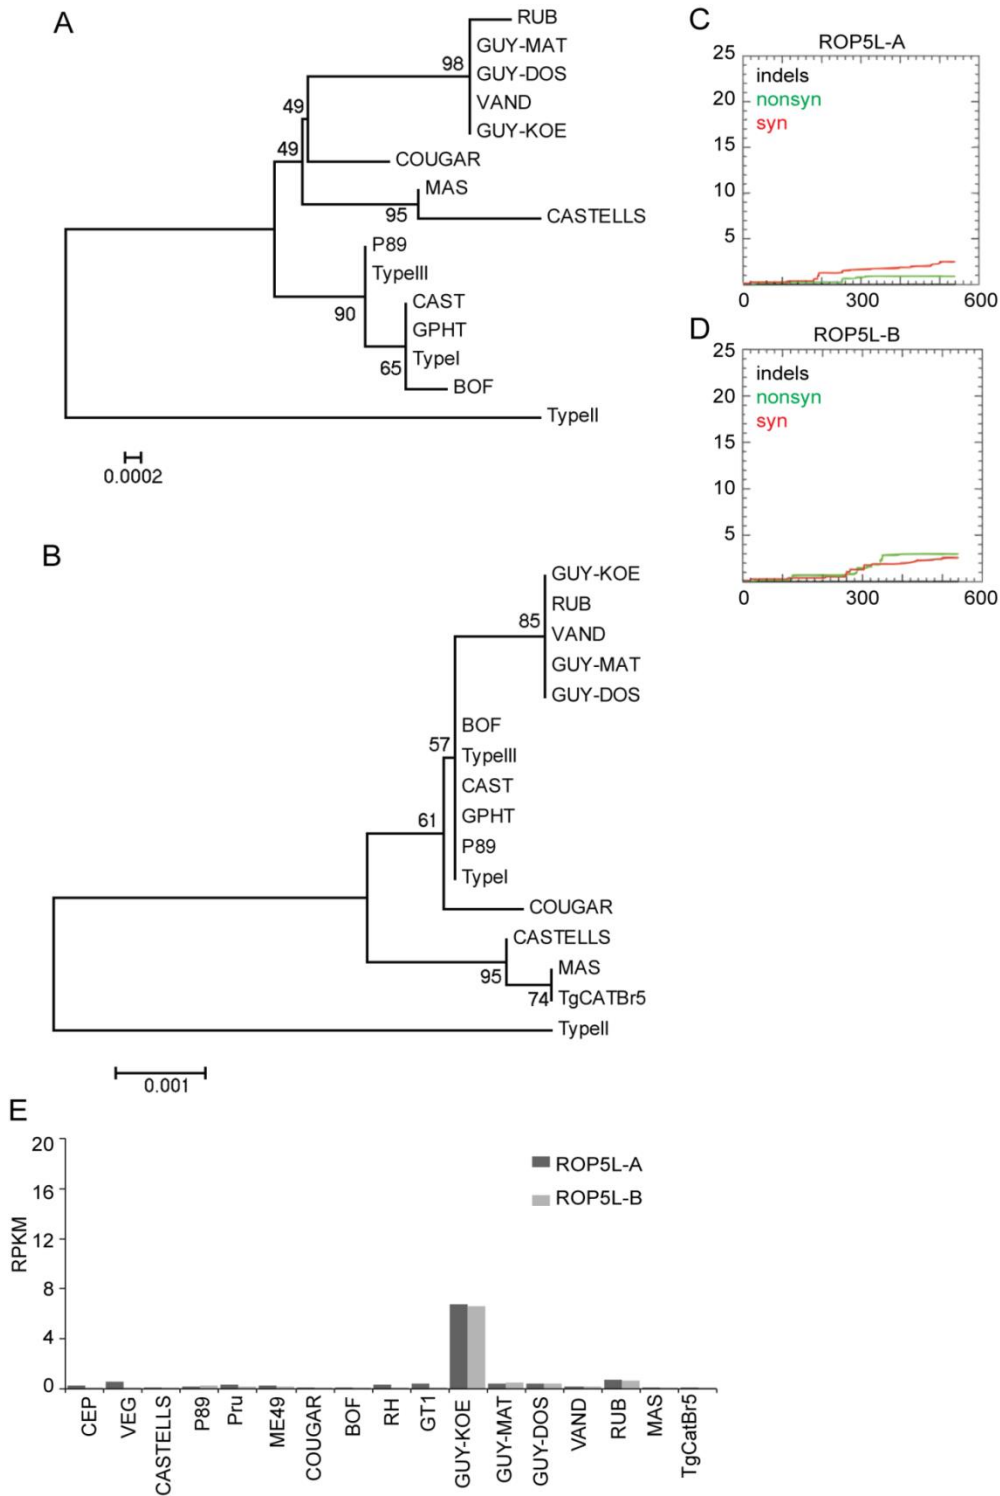 A
RUB
GUY-MAT
98
GUY-DOS
VAND
49
GUY-KOE
49
COUGAR
MAS
95
CASTELLS
P89
TypeIII
CAST
90
GPHT
TypeI
65
BOF
TypeII
0.0002
C
ROP5L-A
25
indels
20
nonsyn
syn
15
10
5
0
300
600
D
ROP5L-B
25
indels
20
nonsyn
syn
15
10
5
0
300
600
B
GUY-KOE
RUB
85
VAND
GUY-MAT
GUY-DOS
BOF
57
TypeIII
CAST
61
GPHT
P89
TypeI
COUGAR
CASTELLS
95
MAS
74
TgCATBr5
TypeII
0.001
E
20
16
12
8
4
0
RPKM
ROP5L-A
ROP5L-B
CEP
VEG
CASTELLS
P89
Pru
ME49
COUGAR
BOF
RH
GT1
GUY-KOE
GUY-MAT
GUY-DOS
VAND
RUB
MAS
TgCatBr5